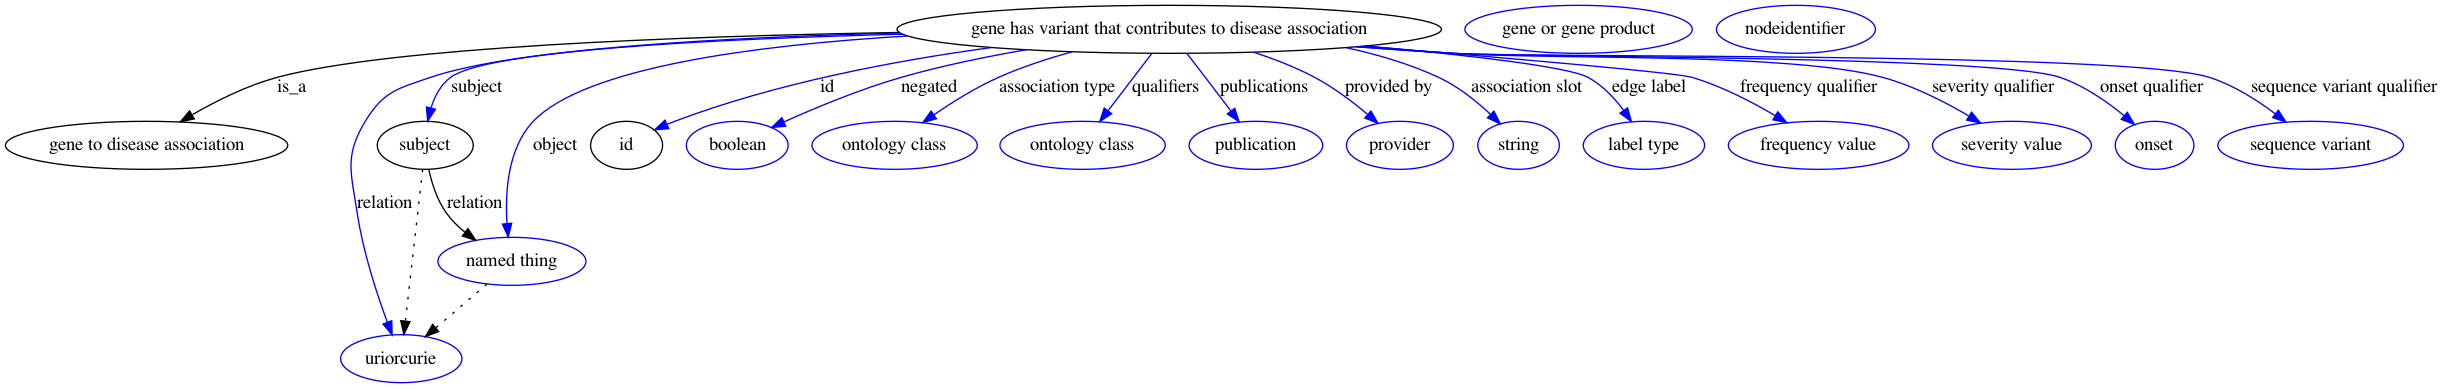 gene has variant that contributes to disease association
gene or gene product
nodeidentifier
is_a
subject
id
negated
association type
qualifiers
publications
provided by
association slot
edge label
frequency qualifier
severity qualifier
onset qualifier
sequence variant qualifier
gene to disease association
subject
object
id
boolean
ontology class
ontology class
publication
provider
string
label type
frequency value
severity value
onset
sequence variant
relation
relation
named thing
uriorcurie